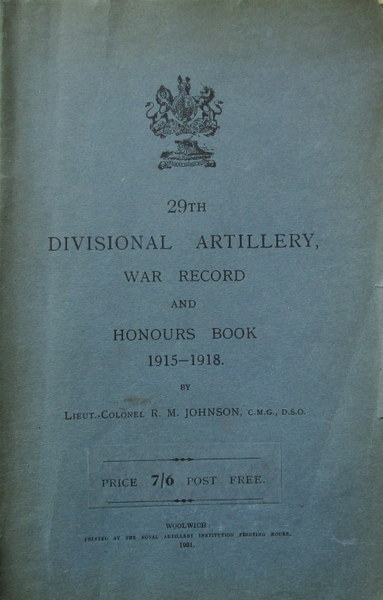 29TH
DIVISIONAL ARTILLERY,
WAR RECORD
AND
HONOURS BOOK
1915–1918.
BY
LIEUT.-COLONEL R. M. JOHNSON, C.M.G., D.S.O.
PRICE 7/6 POST FREE.
WOOLWICH:
PRINTED AT THE ROYAL ARTILLERY INSTITUTION PRINTING HOUSE.
1921.